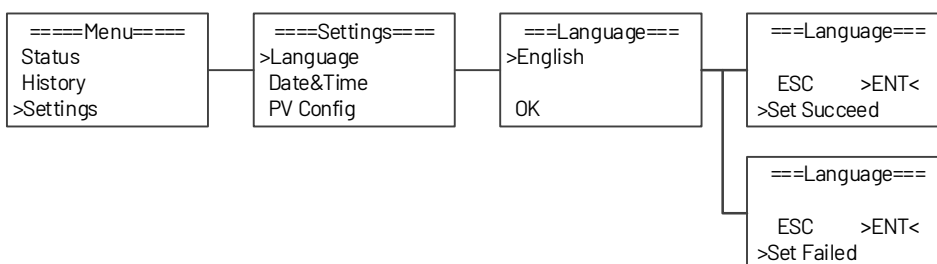 =====Menu=====
Status
History
>Settings
====Settings====
>Language
Date&Time
PV Config
===Language===
>English
OK
===Language===
ESC >ENT<
>Set Succeed
===Language===
ESC >ENT<
>Set Failed